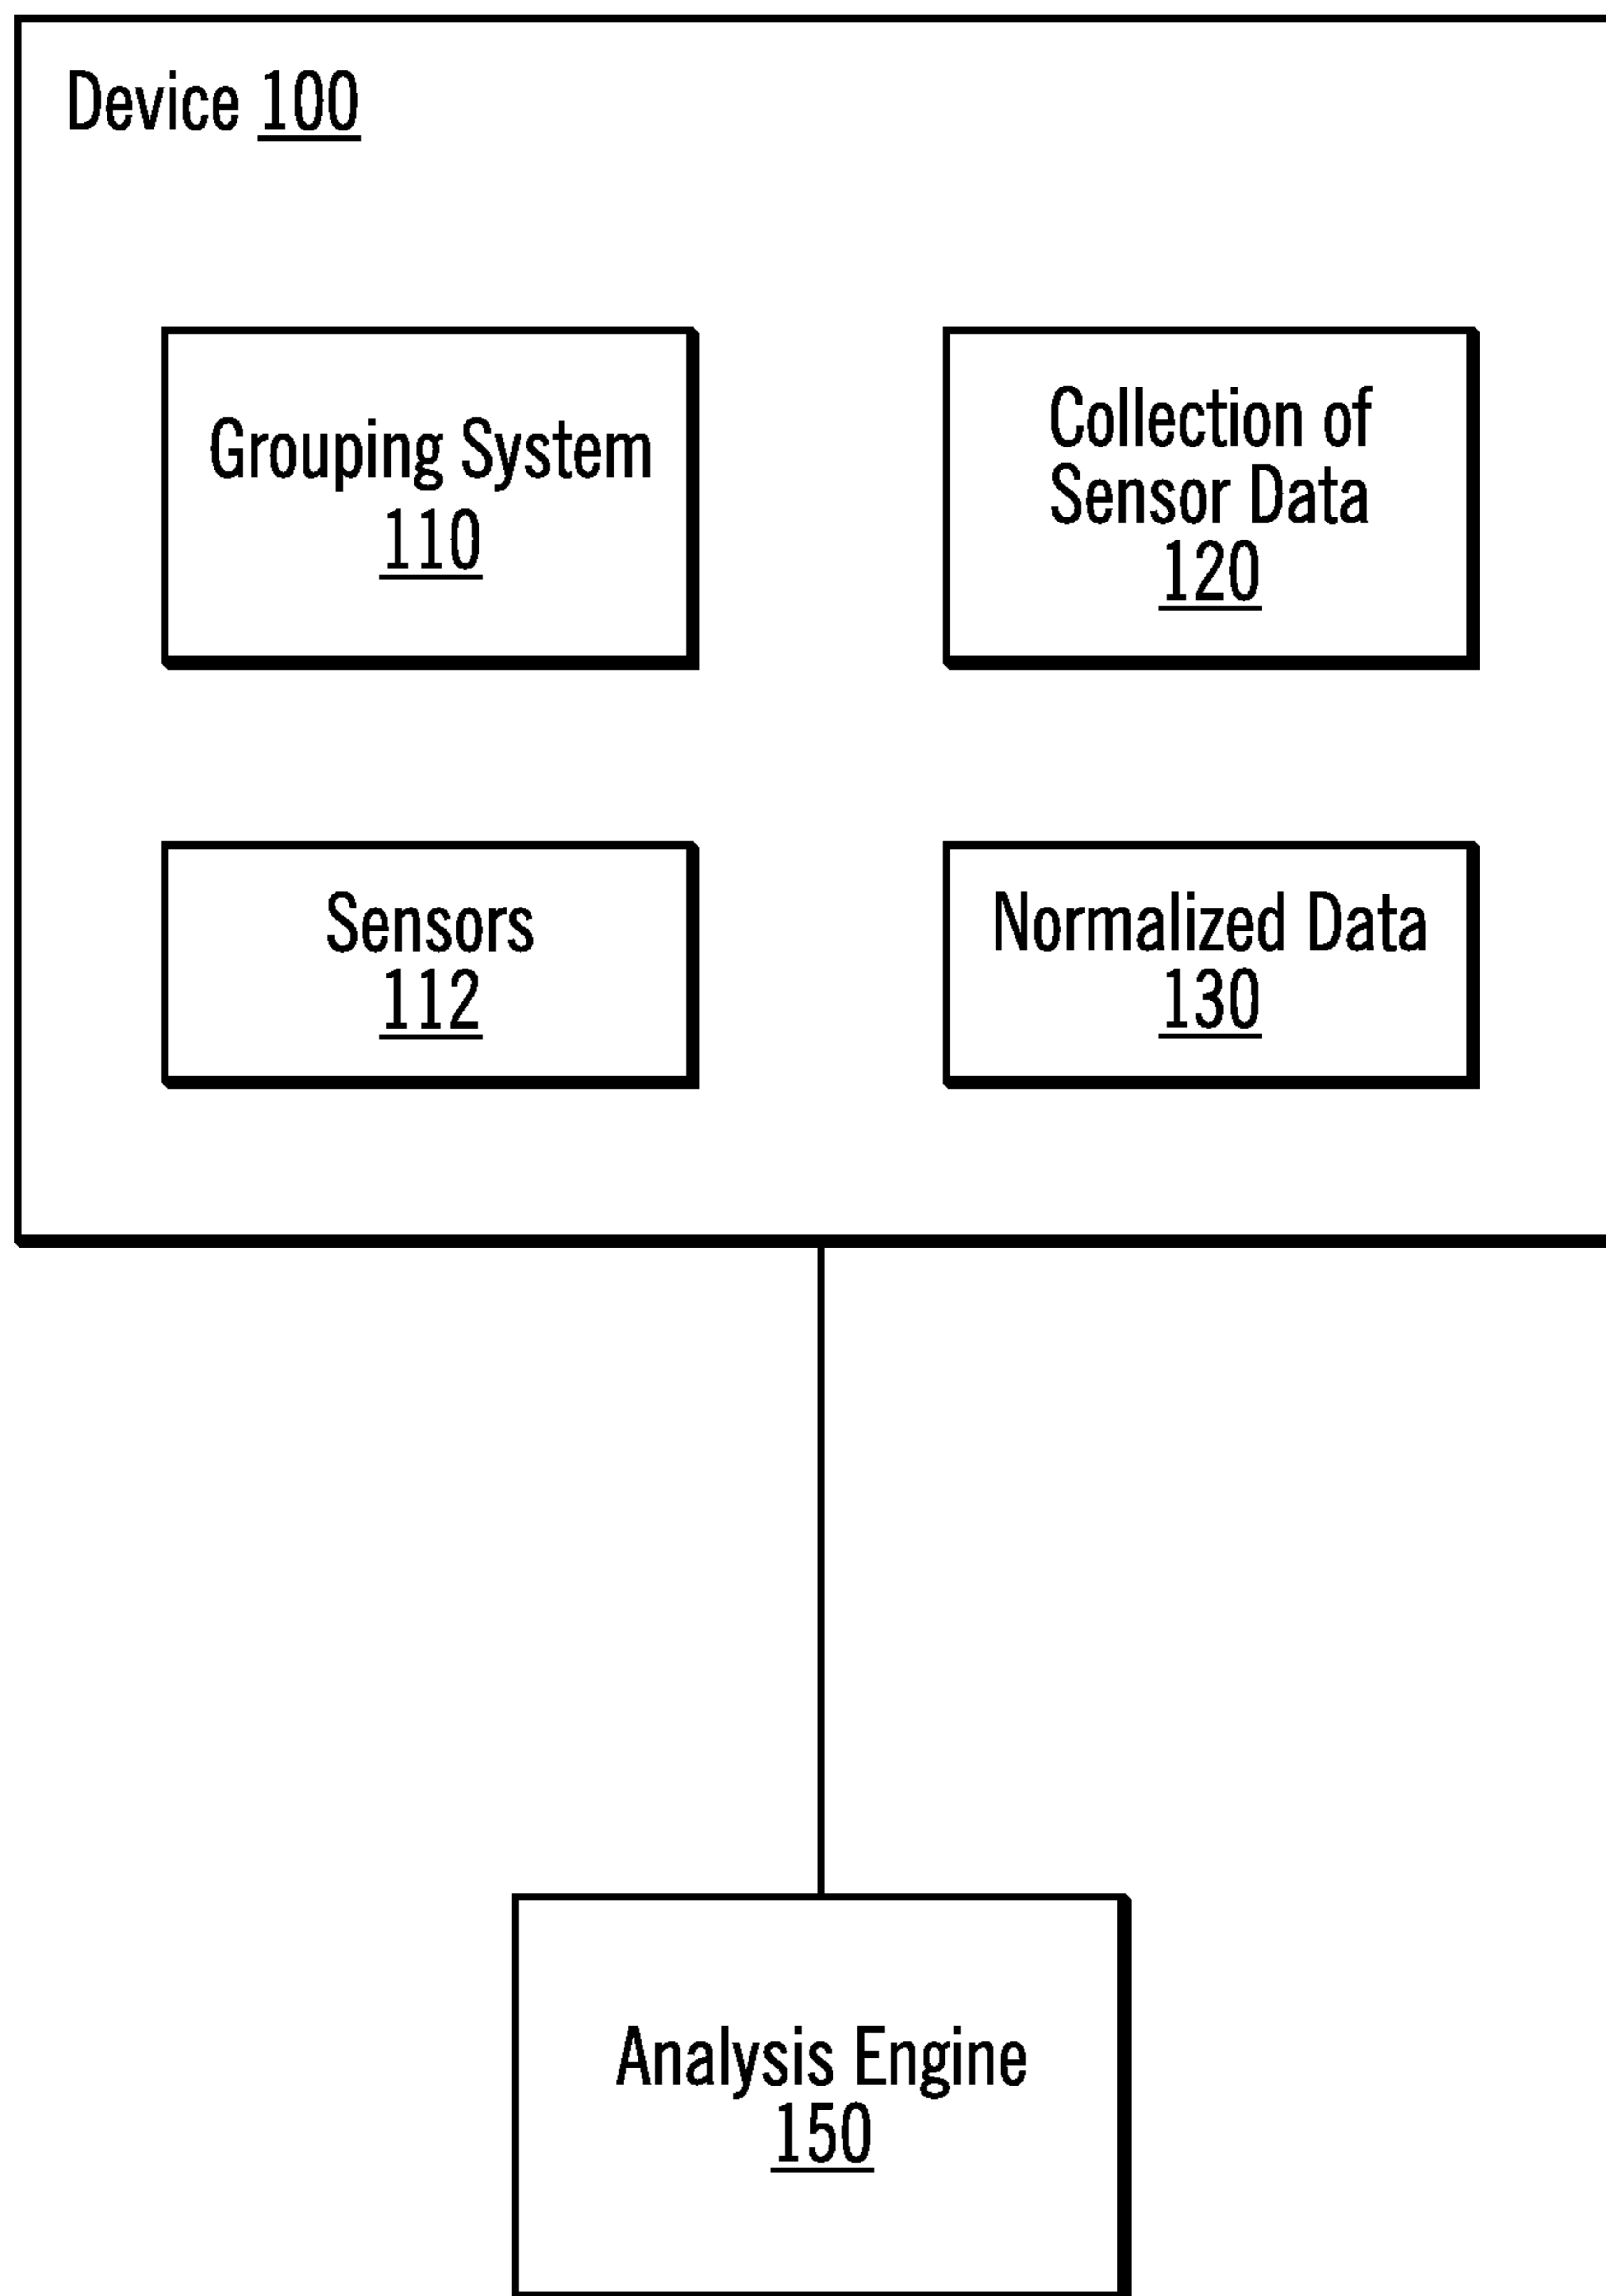 Device 100
Grouping System
110
Collection of
Sensor Data
120
Sensors
112
Normalized Data
130
Analysis Engine
150